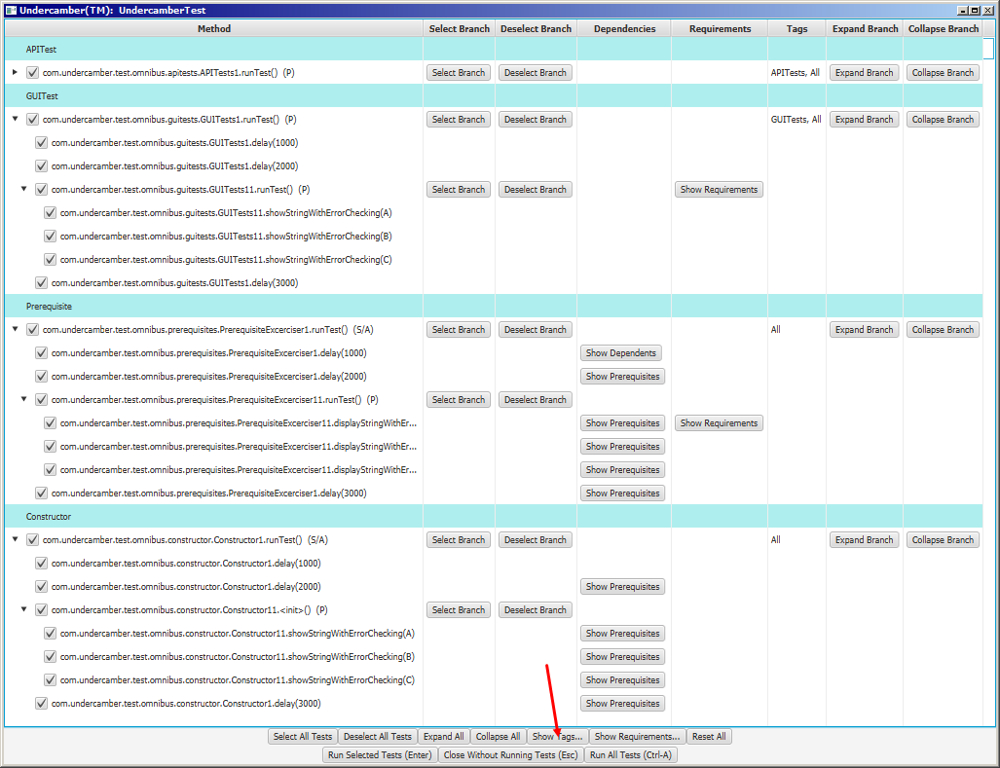 Undercamber(TM): UndercamberTest
Method Select Branch Deselect Branch Dependencies Requirements Tags Expand Branch Collapse Branch
APITest
com.undercamber.test.omnibus.apitests.APITests1.runTest() (P) Select Branch Deselect Branch APITests, All Expand Branch Collapse Branch
GUITest
com.undercamber.test.omnibus.guitests.GUITests1.runTest() (P) Select Branch Deselect Branch GUITests, All Expand Branch Collapse Branch
com.undercamber.test.omnibus.guitests.GUITests1.delay(1000)
com.undercamber.test.omnibus.guitests.GUITests1.delay(2000)
com.undercamber.test.omnibus.guitests.GUITests11.runTest() (P) Select Branch Deselect Branch Show Requirements
com.undercamber.test.omnibus.guitests.GUITests11.showStringWithErrorChecking(A)
com.undercamber.test.omnibus.guitests.GUITests11.showStringWithErrorChecking(B)
com.undercamber.test.omnibus.guitests.GUITests11.showStringWithErrorChecking(C)
com.undercamber.test.omnibus.guitests.GUITests1.delay(3000)
Prerequisite
com.undercamber.test.omnibus.prerequisites.PrerequisiteExcerciser1.runTest() (S/A) Select Branch Deselect Branch All Expand Branch Collapse Branch
com.undercamber.test.omnibus.prerequisites.PrerequisiteExcerciser1.delay(1000) Show Dependents
com.undercamber.test.omnibus.prerequisites.PrerequisiteExcerciser1.delay(2000) Show Prerequisites
com.undercamber.test.omnibus.prerequisites.PrerequisiteExcerciser11.runTest() (P) Select Branch Deselect Branch
com.undercamber.test.omnibus.prerequisites.PrerequisiteExcerciser11.displayStringWithEr... Show Prerequisites Show Requirements
com.undercamber.test.omnibus.prerequisites.PrerequisiteExcerciser11.displayStringWithEr... Show Prerequisites
com.undercamber.test.omnibus.prerequisites.PrerequisiteExcerciser11.displayStringWithEr... Show Prerequisites
com.undercamber.test.omnibus.prerequisites.PrerequisiteExcerciser1.delay(3000) Show Prerequisites
Constructor
com.undercamber.test.omnibus.constructor.Constructor1.runTest() (S/A) Select Branch Deselect Branch All Expand Branch Collapse Branch
com.undercamber.test.omnibus.constructor.Constructor1.delay(1000)
com.undercamber.test.omnibus.constructor.Constructor1.delay(2000) Show Prerequisites
com.undercamber.test.omnibus.constructor.Constructor11.<init>() (P) Select Branch Deselect Branch
com.undercamber.test.omnibus.constructor.Constructor11.showStringWithErrorChecking(A) Show Prerequisites
com.undercamber.test.omnibus.constructor.Constructor11.showStringWithErrorChecking(B) Show Prerequisites
com.undercamber.test.omnibus.constructor.Constructor11.showStringWithErrorChecking(C) Show Prerequisites
com.undercamber.test.omnibus.constructor.Constructor1.delay(3000) Show Prerequisites
Select All Tests Deselect All Tests Expand All Collapse All Show Tags... Show Requirements... Reset All
Run Selected Tests (Enter) Close Without Running Tests (Esc) Run All Tests (Ctrl-A)